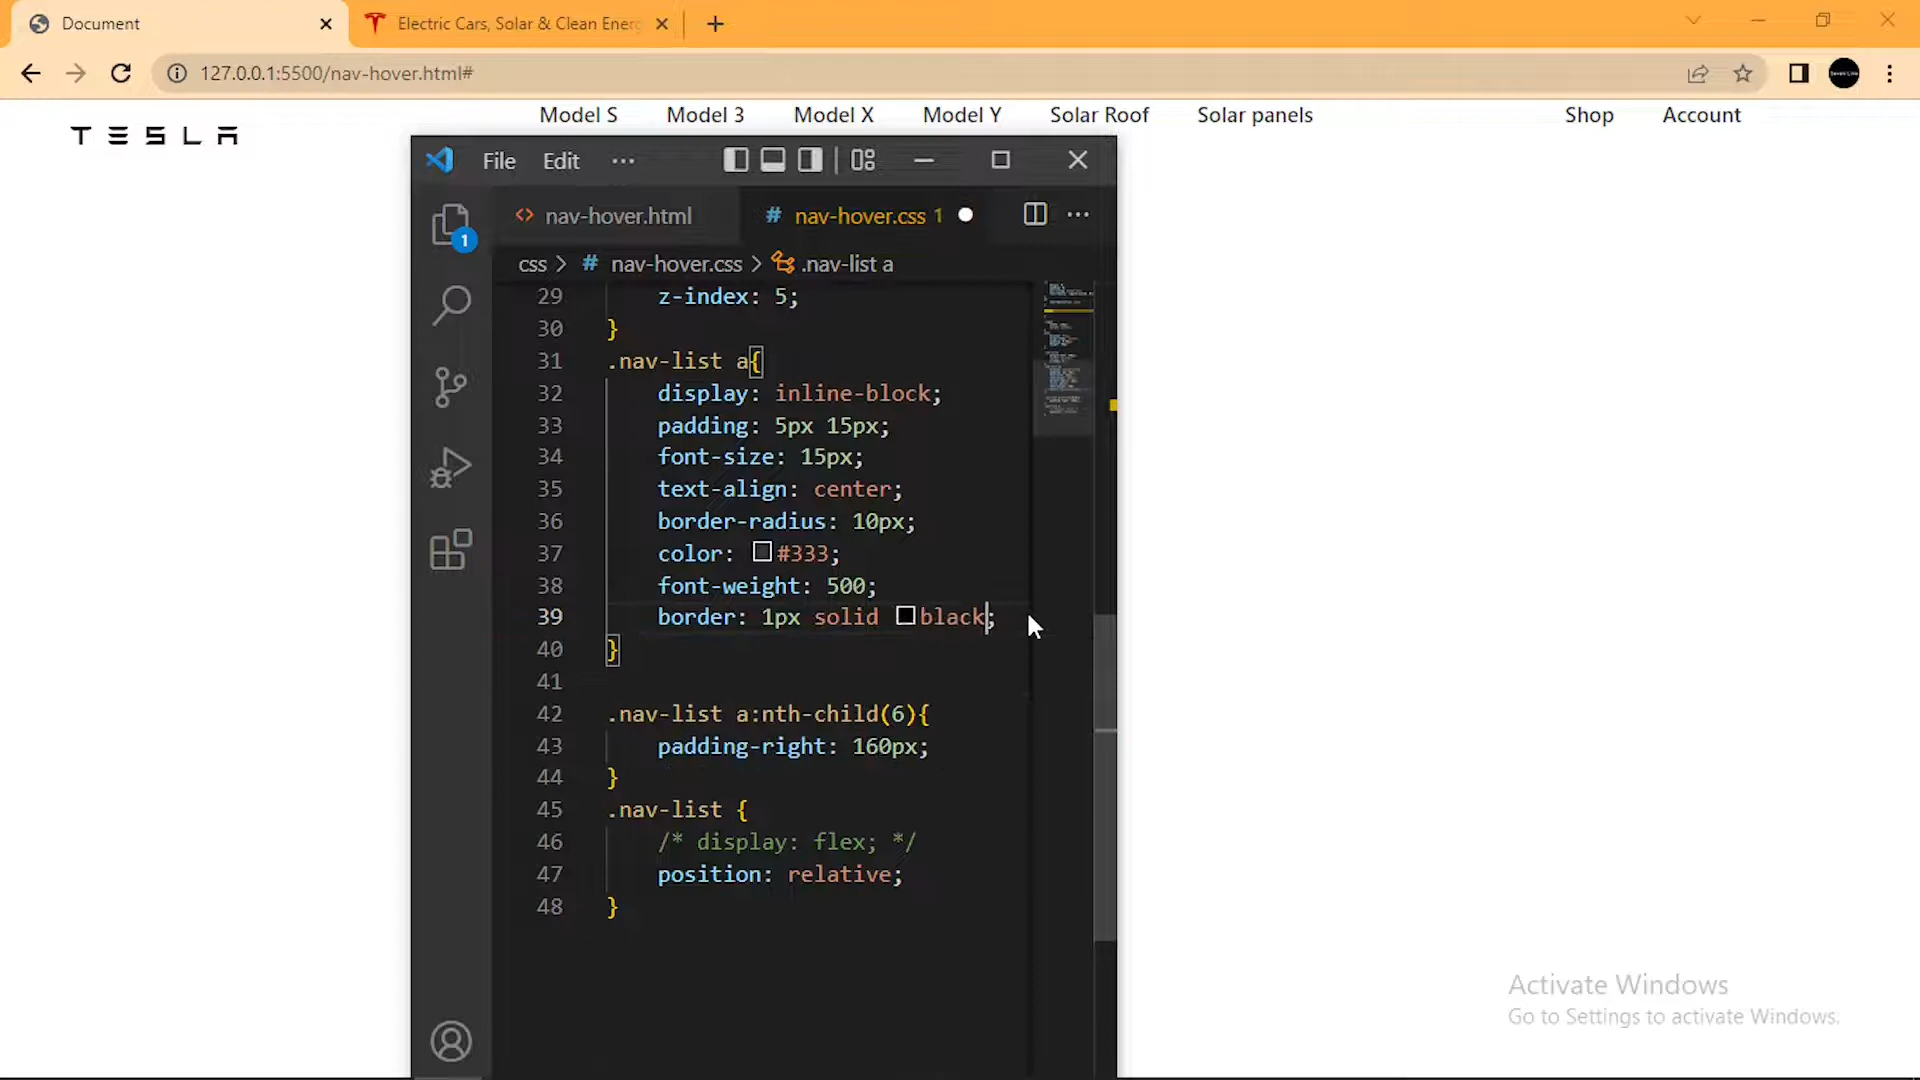 Document
Electric Cars, Solar & Clean Energ
127.0.0.1:5500/nav-hover.html#
Model S Model 3 Model X Model Y Solar Roof Solar panels Shop Account
TESLA
File Edit ...
1
nav-hover.html # nav-hover.css 1
css > # nav-hover.css > .nav-list a
29 z-index: 5;
30 }
31 .nav-list a{
32 display: inline-block;
33 padding: 5px 15px;
34 font-size: 15px;
35 text-align: center;
36 border-radius: 10px;
37 color: #333;
38 font-weight: 500;
39 border: 1px solid black;
40 }
41
42 .nav-list a:nth-child(6){
43 padding-right: 160px;
44 }
45 .nav-list {
46 /* display: flex; */
47 position: relative;
48 }
Activate Windows
Go to Settings to activate Windows.